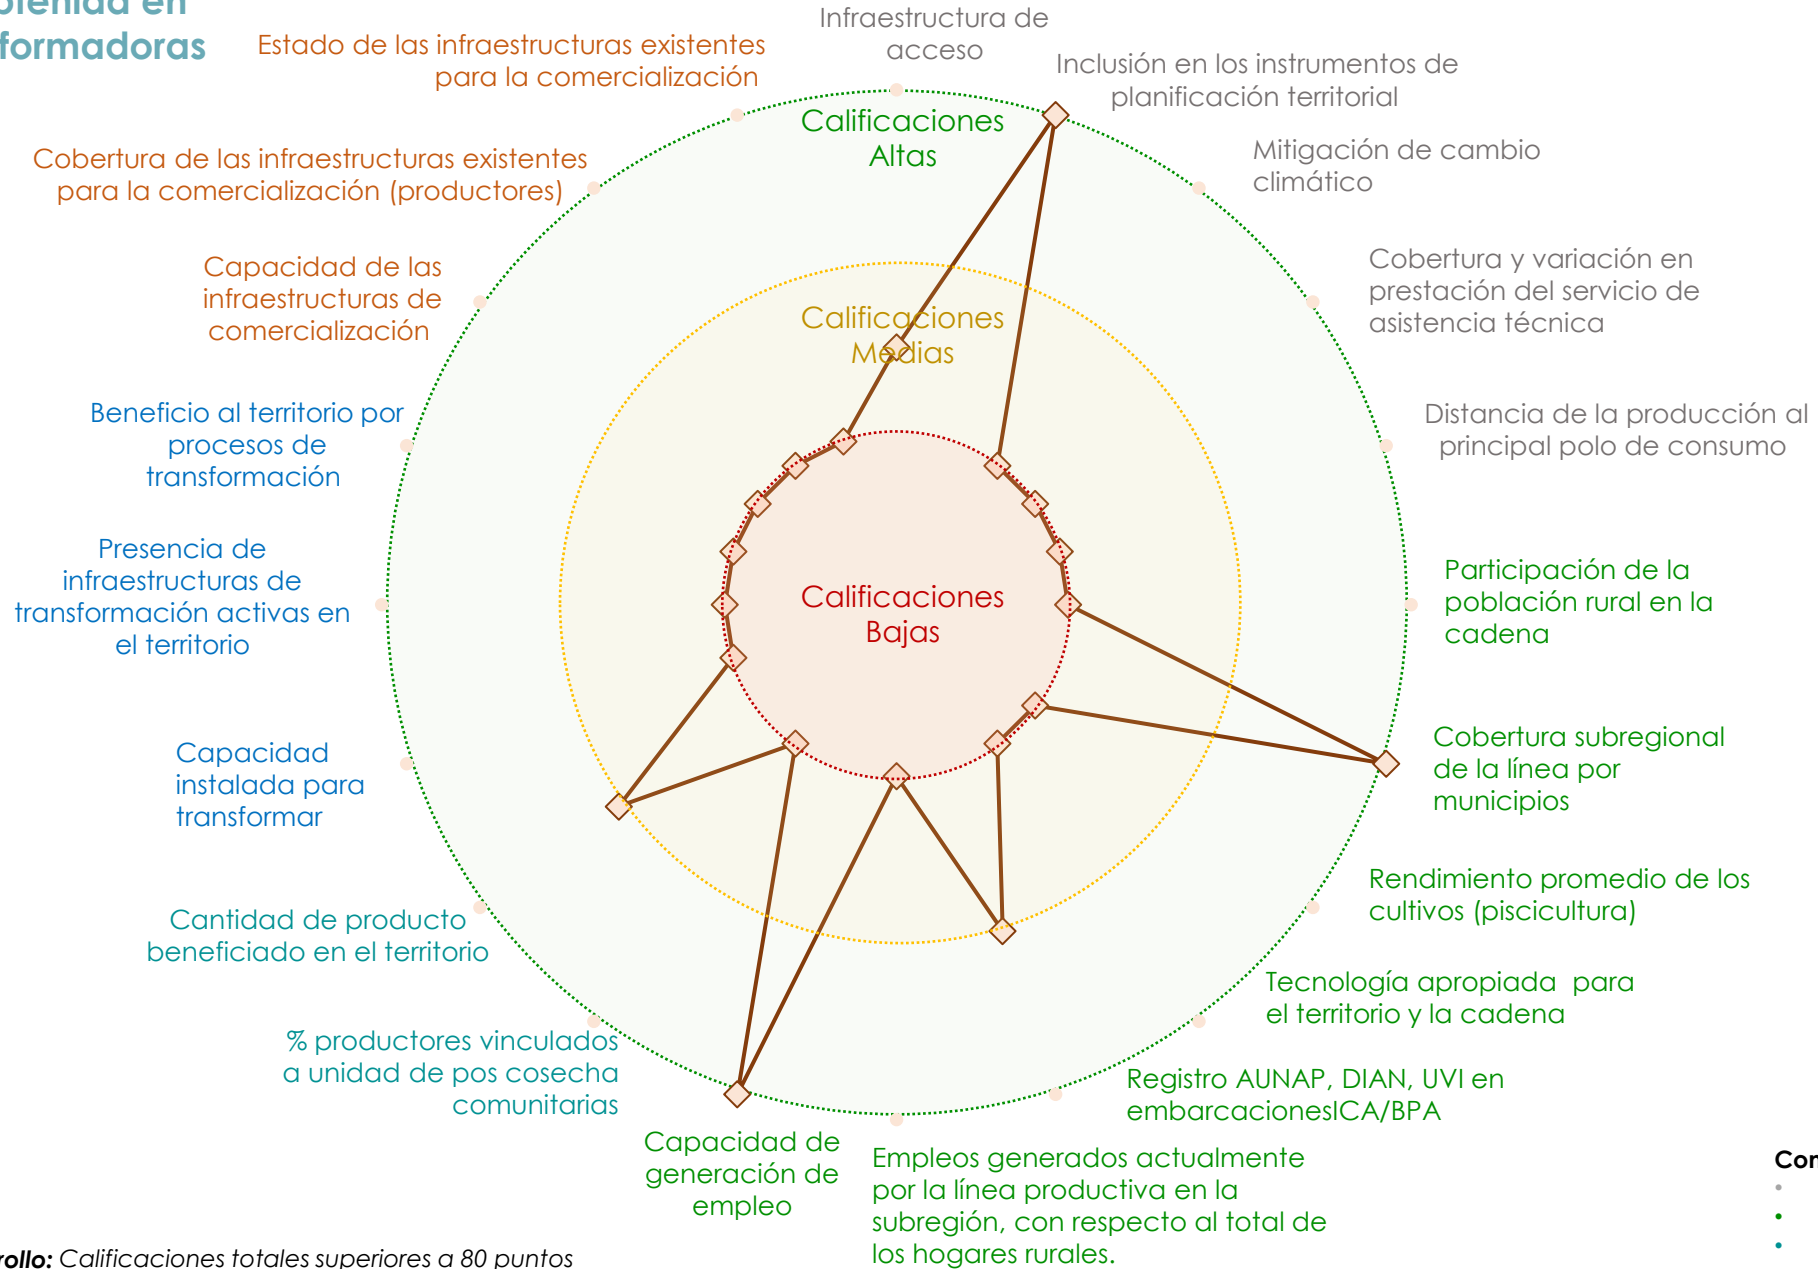 formadoras
Estado de las infraestructuras existentes
para la comercialización
Infraestructura de
acceso
Inclusión en los instrumentos de
planificación territorial
Calificaciones
Altas
Mitigación de cambio
climático
Cobertura de las infraestructuras existentes
para la comercialización (productores)
Cobertura y variación en
prestación del servicio de
asistencia técnica
Capacidad de las
infraestructuras de
comercialización
Calificaciones
Medias
Distancia de la producción al
principal polo de consumo
Beneficio al territorio por
procesos de
transformación
Presencia de
infraestructuras de
transformación activas en
el territorio
Calificaciones
Bajas
Participación de la
población rural en la
cadena
Capacidad
instalada para
transformar
Cobertura subregional
de la línea por
municipios
Rendimiento promedio de los
cultivos (piscicultura)
Cantidad de producto
beneficiado en el territorio
Tecnología apropiada  para
el territorio y la cadena
% productores vinculados
a unidad de pos cosecha
comunitarias
Registro AUNAP, DIAN, UVI en
embarcacionesICA/BPA
Capacidad de
generación de
empleo
Empleos generados actualmente
por la línea productiva en la
subregión, con respecto al total de
los hogares rurales.
Con
rollo: Calificaciones totales superiores a 80 puntos